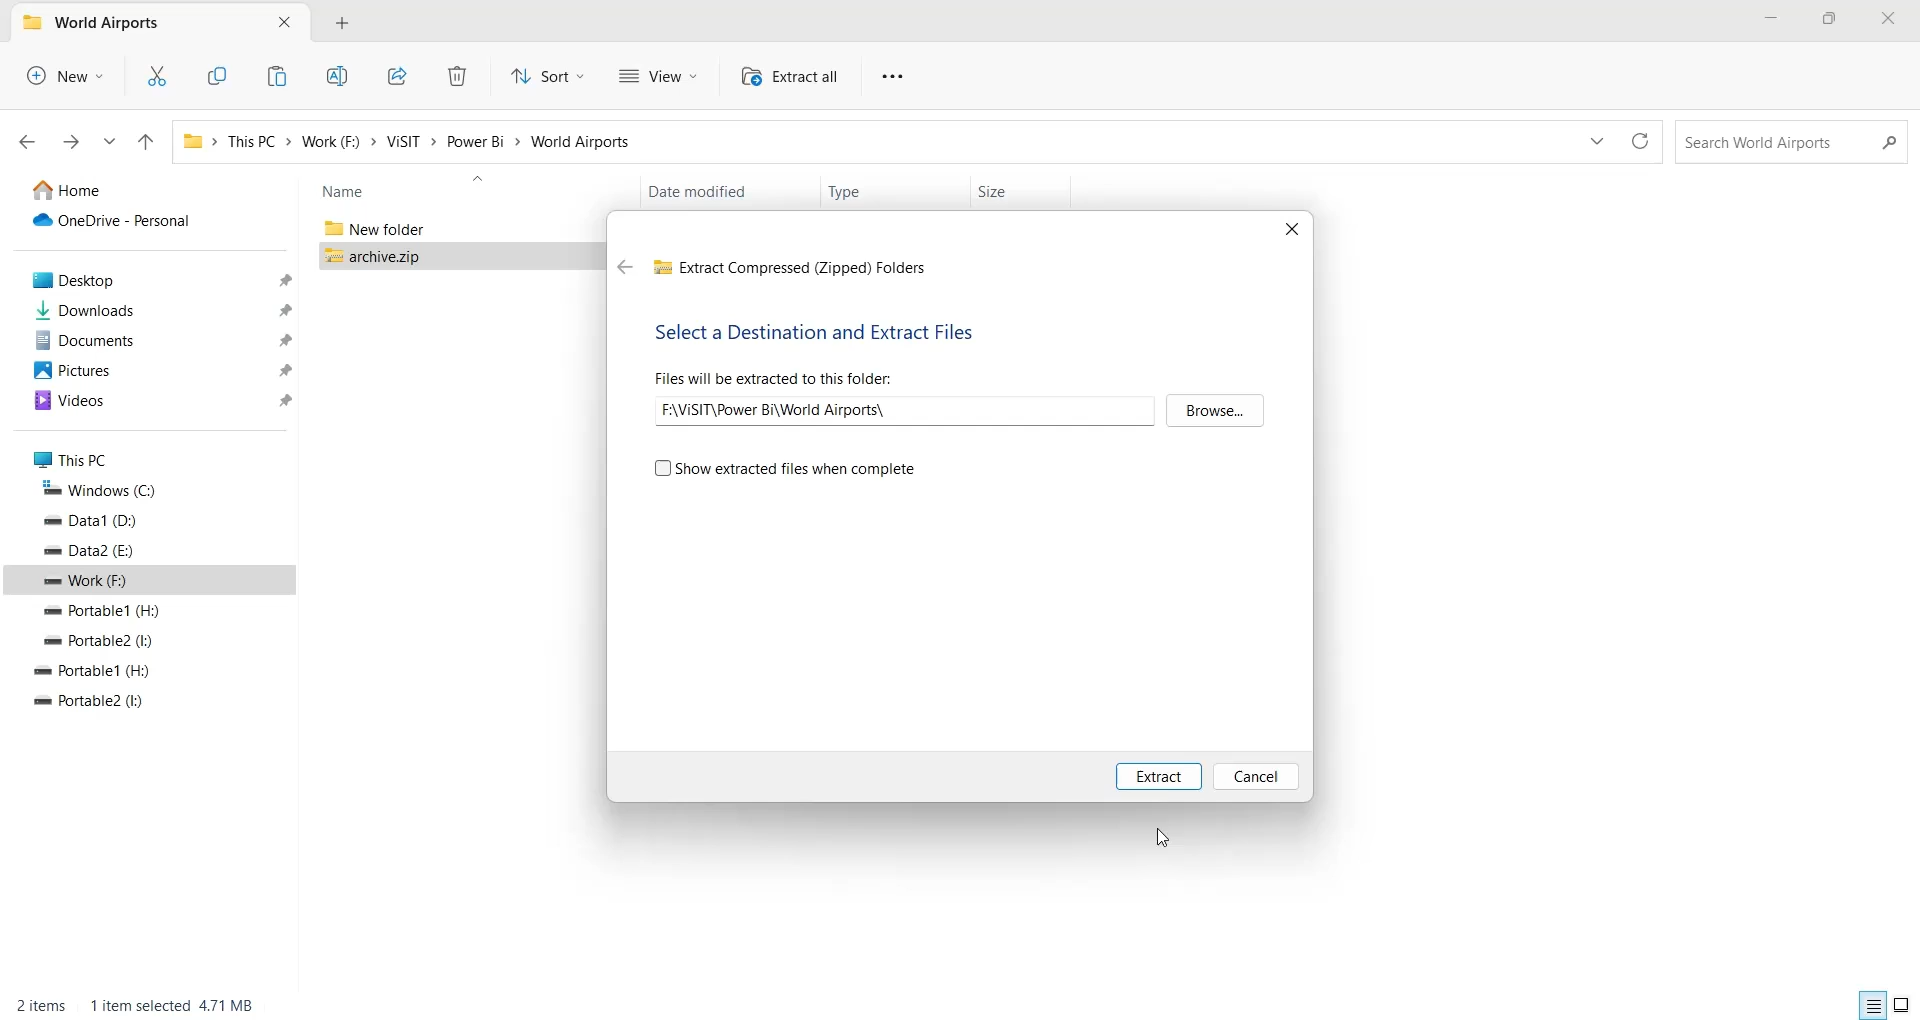 World Airports
New
Sort
View
Extract all
This PC > Work (F:) > ViSIT > Power Bi > World Airports
Search World Airports
Home
OneDrive - Personal
Desktop
Downloads
Documents
Pictures
Videos
This PC
Windows (C:)
Data1 (D:)
Data2 (E:)
Work (F:)
Portable1 (H:)
Portable2 (I:)
Portable1 (H:)
Portable2 (I:)
Name Date modified Type Size
New folder
archive.zip
Extract Compressed (Zipped) Folders
Select a Destination and Extract Files
Files will be extracted to this folder:
F:\ViSIT\Power Bi\World Airports\
Browse...
Show extracted files when complete
Extract Cancel
2 items 1 item selected 4.71 MB